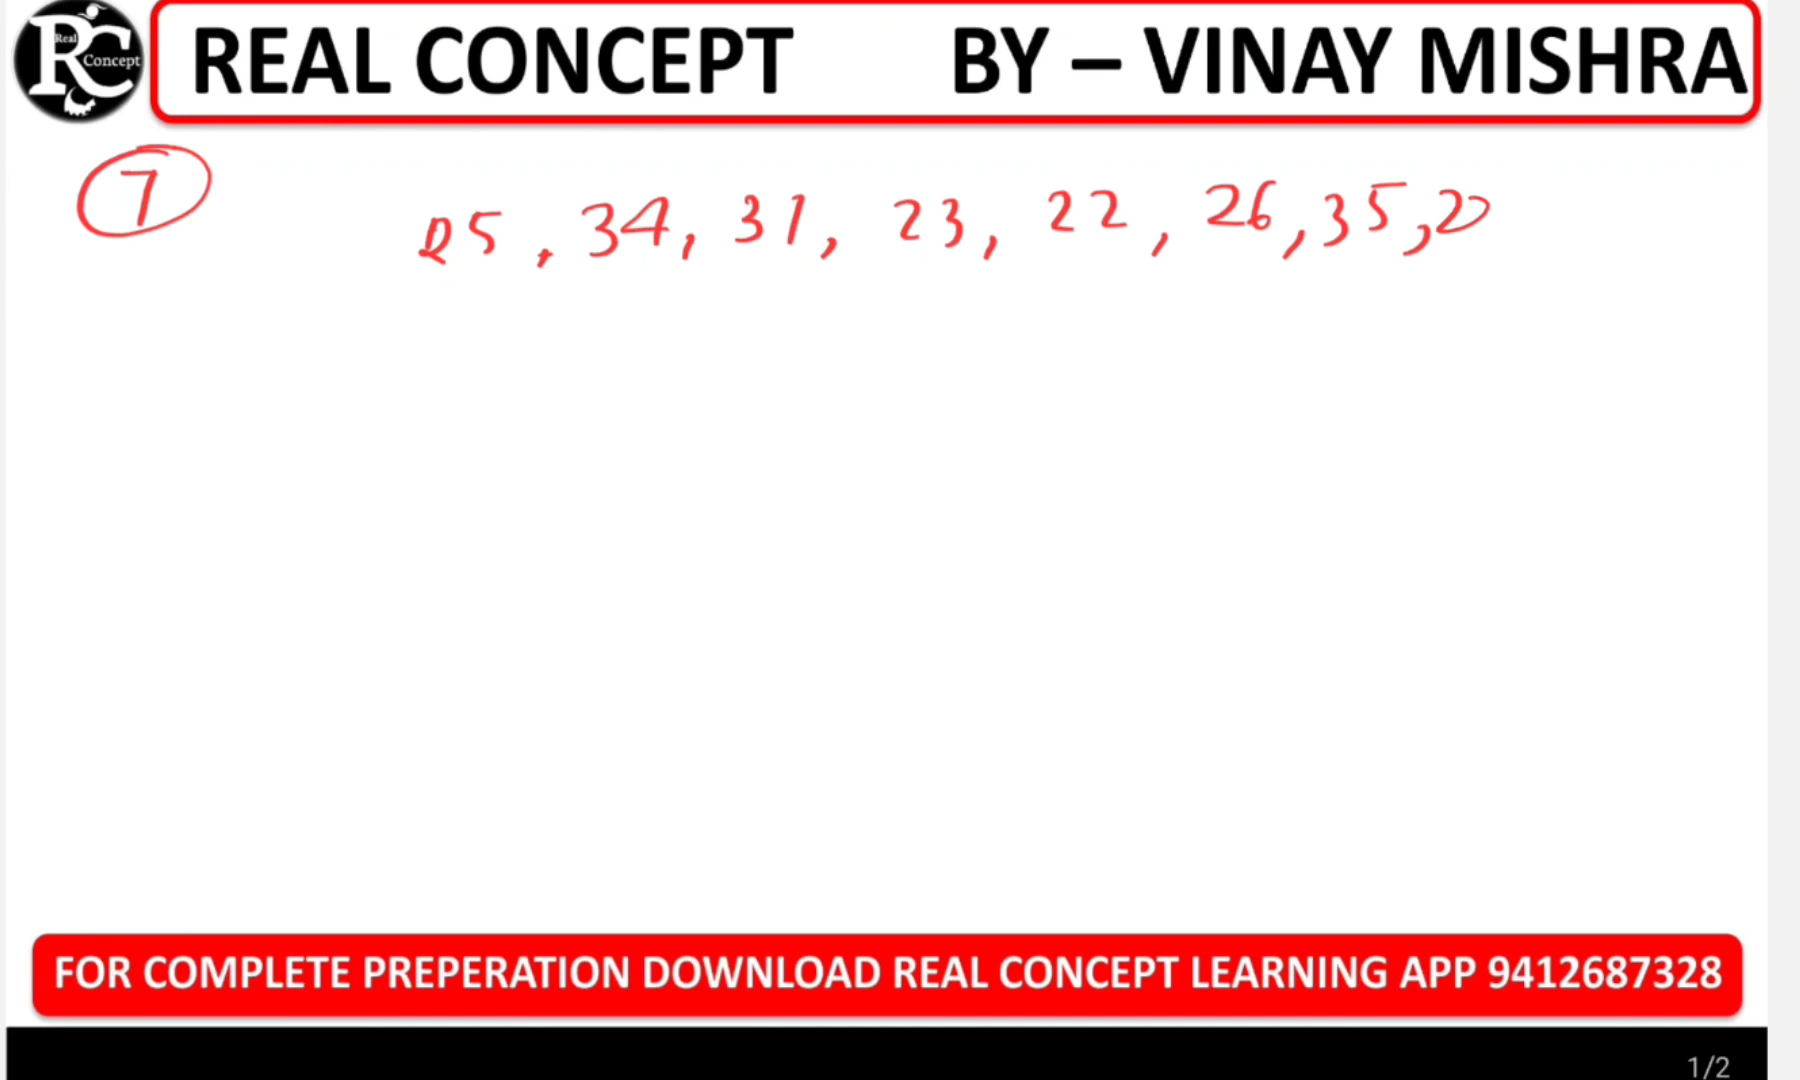 Real
Concept
REAL CONCEPT BY – VINAY MISHRA
7 25, 34, 31, 23, 22, 26, 35, 20
FOR COMPLETE PREPERATION DOWNLOAD REAL CONCEPT LEARNING APP 9412687328
1/2